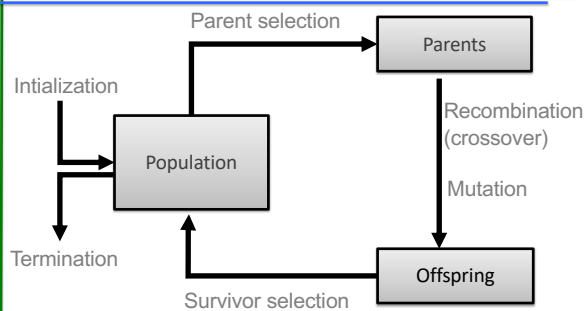 Parent selection
Parents
Intialization
Recombination
(crossover)
Population
Mutation
Termination
Offspring
Survivor selection